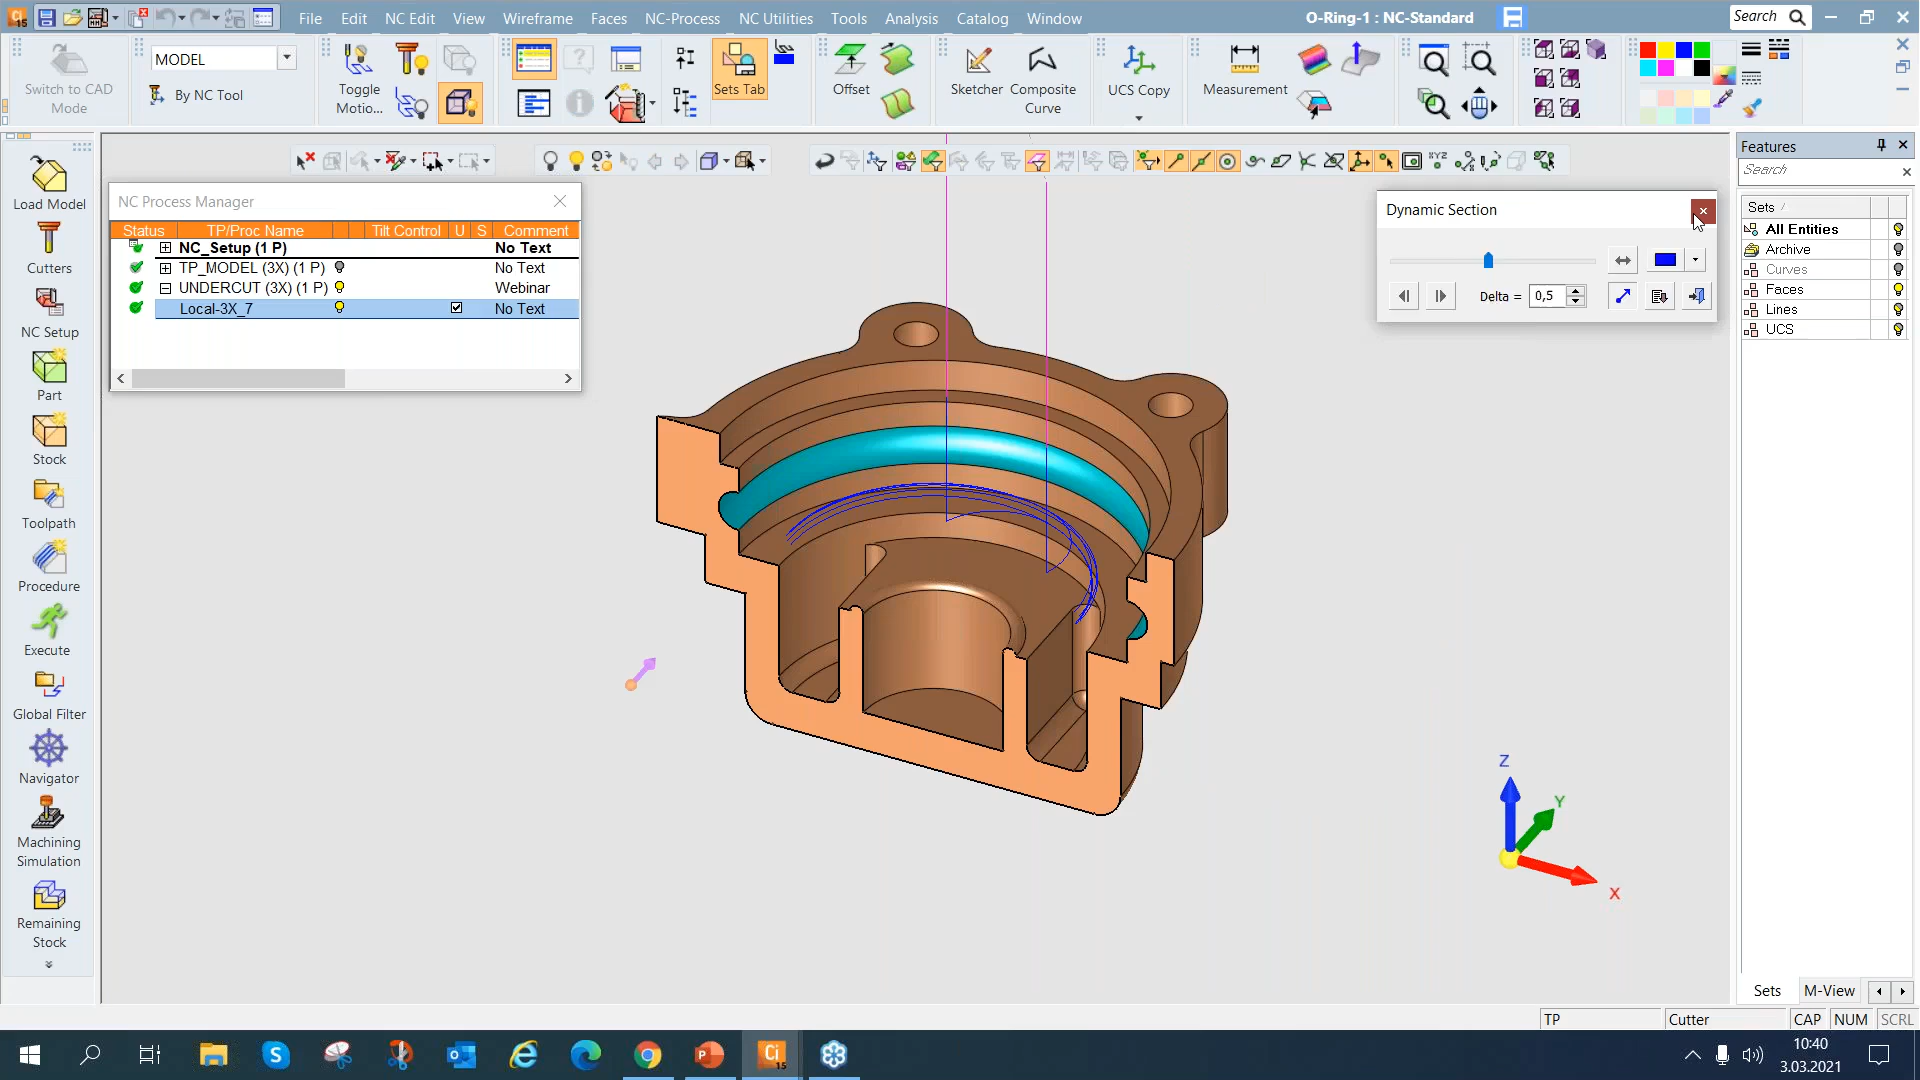 File Edit NC Edit View Wireframe Faces NC-Process NC Utilities Tools Analysis Catalog Window
O-Ring-1 : NC-Standard
Search
Switch to CAD Mode
MODEL
By NC Tool
Toggle Motio...
Sets Tab
Offset
Sketcher
Composite Curve
UCS Copy
Measurement
Load Model
Cutters
NC Setup
Part
Stock
Toolpath
Procedure
Execute
Global Filter
Navigator
Machining Simulation
Remaining Stock
NC Process Manager
Status TP/Proc Name Tilt Control U S Comment
NC_Setup (1 P) No Text
TP_MODEL (3X) (1 P) No Text
UNDERCUT (3X) (1 P) Webinar
Local-3X_7 No Text
Dynamic Section
Delta = 0,5
Z
Y
X
Features
Search
Sets
All Entities
Archive
Curves
Faces
Lines
UCS
Sets M-View
TP Cutter CAP NUM SCRL
Ci 15
10:40
3.03.2021